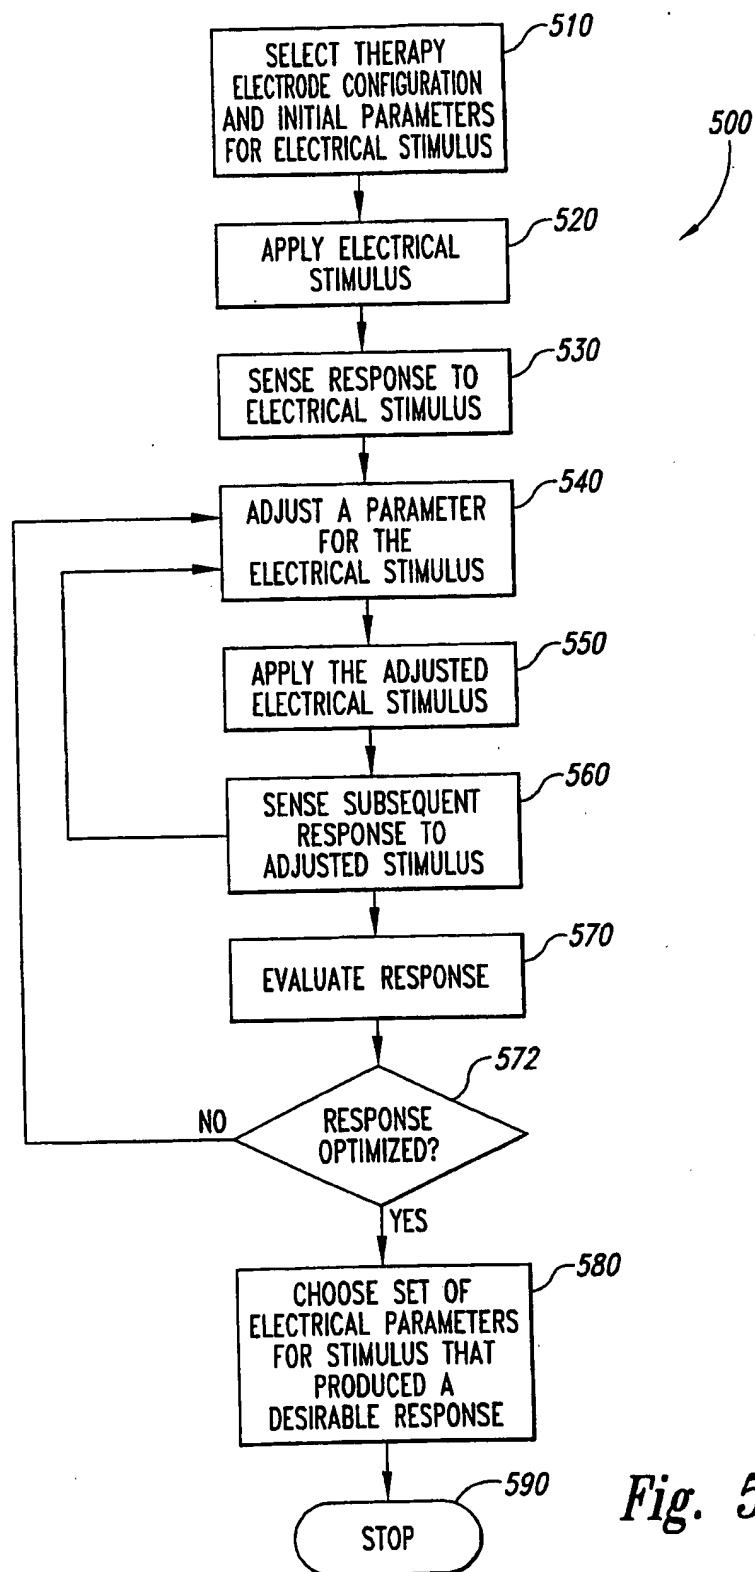 510
SELECT THERAPY
ELECTRODE CONFIGURATION
AND INITIAL PARAMETERS
FOR ELECTRICAL STIMULUS
500
520
APPLY ELECTRICAL
STIMULUS
530
SENSE RESPONSE TO
ELECTRICAL STIMULUS
540
ADJUST A PARAMETER
FOR THE
ELECTRICAL STIMULUS
550
APPLY THE ADJUSTED
ELECTRICAL STIMULUS
560
SENSE SUBSEQUENT
RESPONSE TO
ADJUSTED STIMULUS
570
EVALUATE RESPONSE
572
NO
RESPONSE
OPTIMIZED?
YES
580
CHOOSE SET OF
ELECTRICAL PARAMETERS
FOR STIMULUS THAT
PRODUCED A
DESIRABLE RESPONSE
590
STOP
Fig. 5